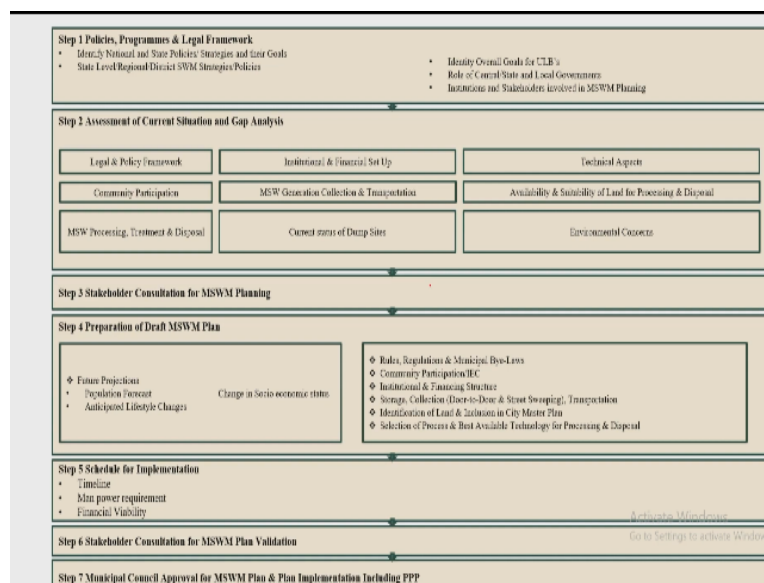 Step 1 Policies, Programmes & Legal Framework
• Identify National and State Policies/ Strategies and their Goals
• State Level/Regional/District SWM Strategies/Policies
• Identity Overall Goals for ULB's
• Role of Central/State and Local Governments
• Institutions and Stakeholders involved in MSWM Planning
Step 2 Assessment of Current Situation and Gap Analysis
Legal & Policy Framework
Institutional & Financial Set Up
Technical Aspects
Community Participation
MSW Generation Collection & Transportation
Availability & Suitability of Land for Processing & Disposal
MSW Processing, Treatment & Disposal
Current status of Dump Sites
Environmental Concerns
Step 3 Stakeholder Consultation for MSWM Planning
Step 4 Preparation of Draft MSWM Plan
❖ Future Projections
• Population Forecast
Change in Socio economic status
• Anticipated Lifestyle Changes
❖ Rules, Regulations & Municipal Bye-Laws
❖ Community Participation/IEC
❖ Institutional & Financing Structure
❖ Storage, Collection (Door-to-Door & Street Sweeping), Transportation
❖ Identification of Land & Inclusion in City Master Plan
❖ Selection of Process & Best Available Technology for Processing & Disposal
Step 5 Schedule for Implementation
• Timeline
• Man power requirement
• Financial Viability
Step 6 Stakeholder Consultation for MSWM Plan Validation
Step 7 Municipal Council Approval for MSWM Plan & Plan Implementation Including PPP
Activate Windows
Go to Settings to activate Window